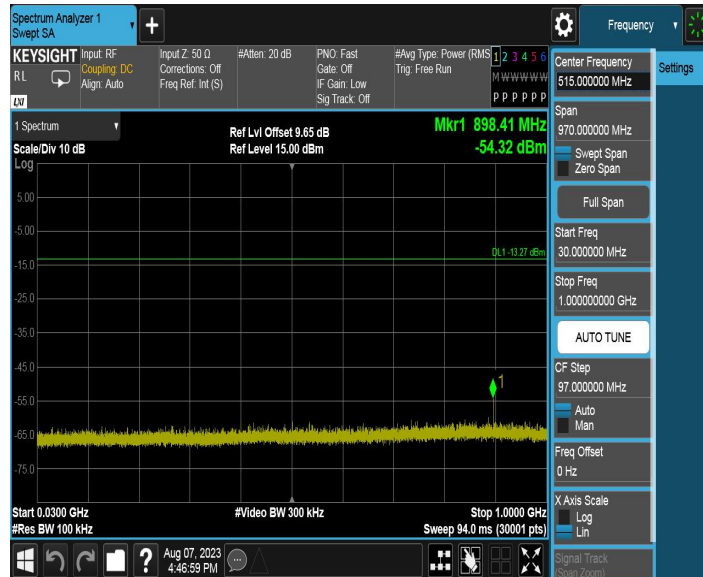 Spectrum Analyzer 1
Swept SA
+
Frequency
KEYSIGHT
RL
LXI
Input: RF
Coupling: DC
Align: Auto
Input Z: 50 Ω
Corrections: Off
Freq Ref: Int (S)
#Atten: 20 dB
PNO: Fast
Gate: Off
IF Gain: Low
Sig Track: Off
#Avg Type: Power (RMS
Trig: Free Run
1 2 3 4 5 6
M W W W W W
P P P P P P
1 Spectrum
Scale/Div 10 dB
Ref Lvl Offset 9.65 dB
Ref Level 15.00 dBm
Mkr1 898.41 MHz
-54.32 dBm
Log
5.00
-5.00
DL1 -13.27 dBm
-15.0
-25.0
-35.0
-45.0
1
-55.0
-65.0
-75.0
Start 0.0300 GHz
#Res BW 100 kHz
#Video BW 300 kHz
Stop 1.0000 GHz
Sweep 94.0 ms (30001 pts)
?
Aug 07, 2023
4:46:59 PM
Center Frequency
515.000000 MHz
Settings
Span
970.000000 MHz
Swept Span
Zero Span
Full Span
Start Freq
30.000000 MHz
Stop Freq
1.000000000 GHz
AUTO TUNE
CF Step
97.000000 MHz
Auto
Man
Freq Offset
0 Hz
X Axis Scale
Log
Lin
Signal Track
(Span Zoom)